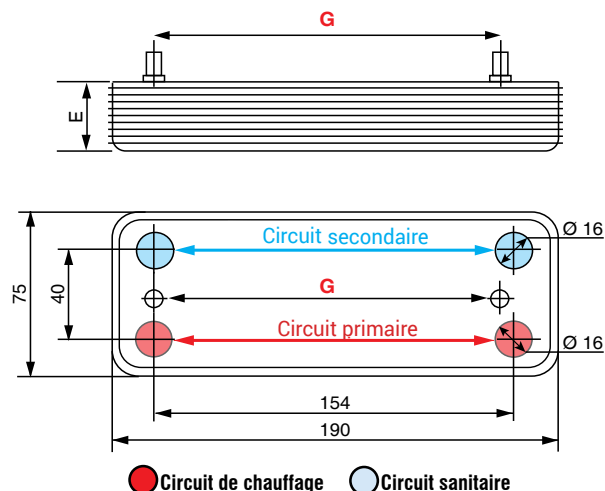 G
E
Circuit secondaire
Ø 16
75
40
G
Circuit primaire
Ø 16
154
190
Circuit de chauffage
Circuit sanitaire